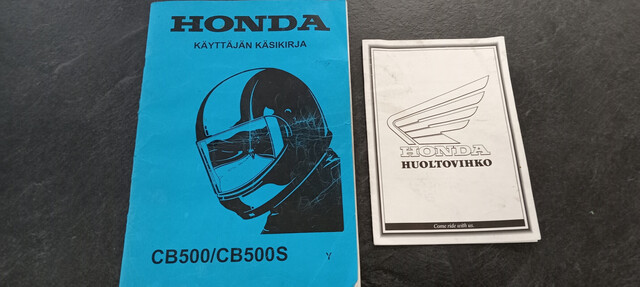 HONDA
KÄYTTÄJÄN KÄSIKIRJA
CB500/CB500S
Y
HONDA
HUOLTOVIHKO
Come ride with us.